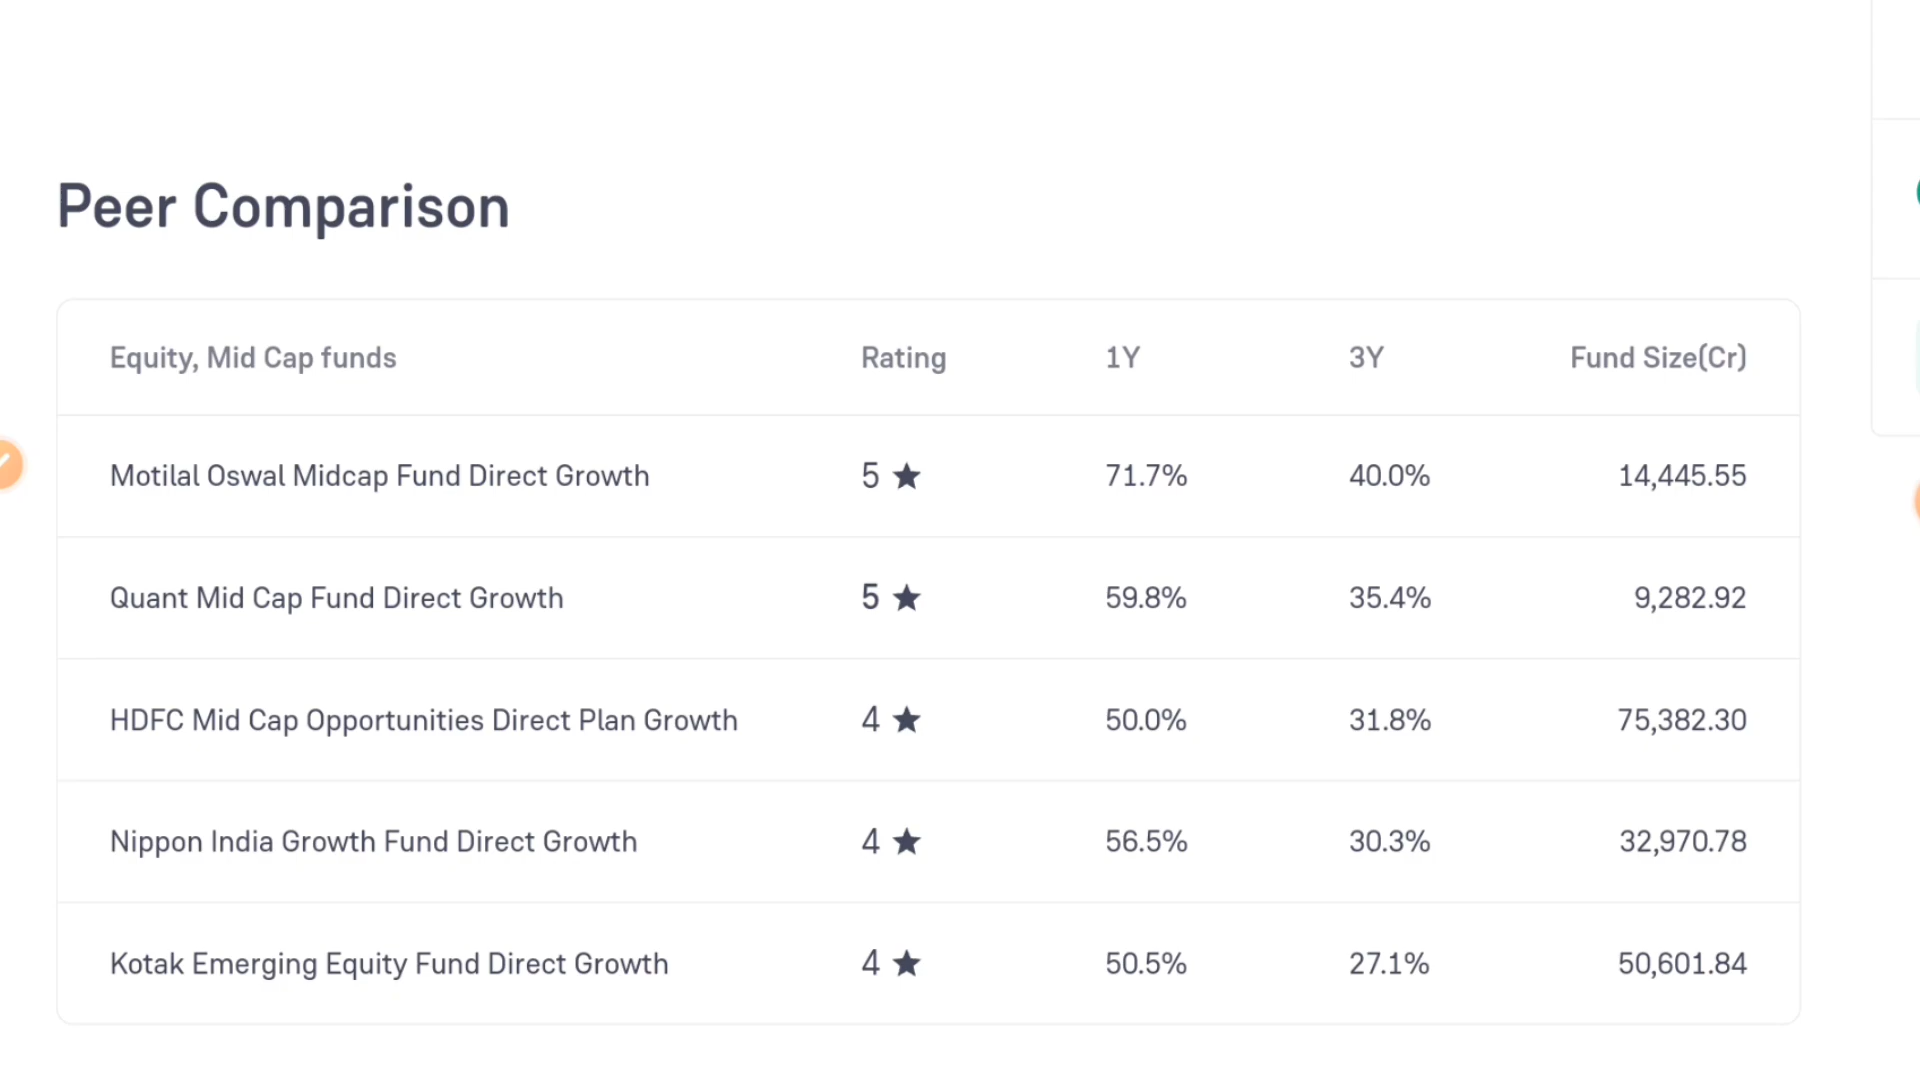 Peer Comparison
Equity, Mid Cap funds Rating 1Y 3Y Fund Size(Cr)
Motilal Oswal Midcap Fund Direct Growth 5 ★ 71.7% 40.0% 14,445.55
Quant Mid Cap Fund Direct Growth 5 ★ 59.8% 35.4% 9,282.92
HDFC Mid Cap Opportunities Direct Plan Growth 4 ★ 50.0% 31.8% 75,382.30
Nippon India Growth Fund Direct Growth 4 ★ 56.5% 30.3% 32,970.78
Kotak Emerging Equity Fund Direct Growth 4 ★ 50.5% 27.1% 50,601.84